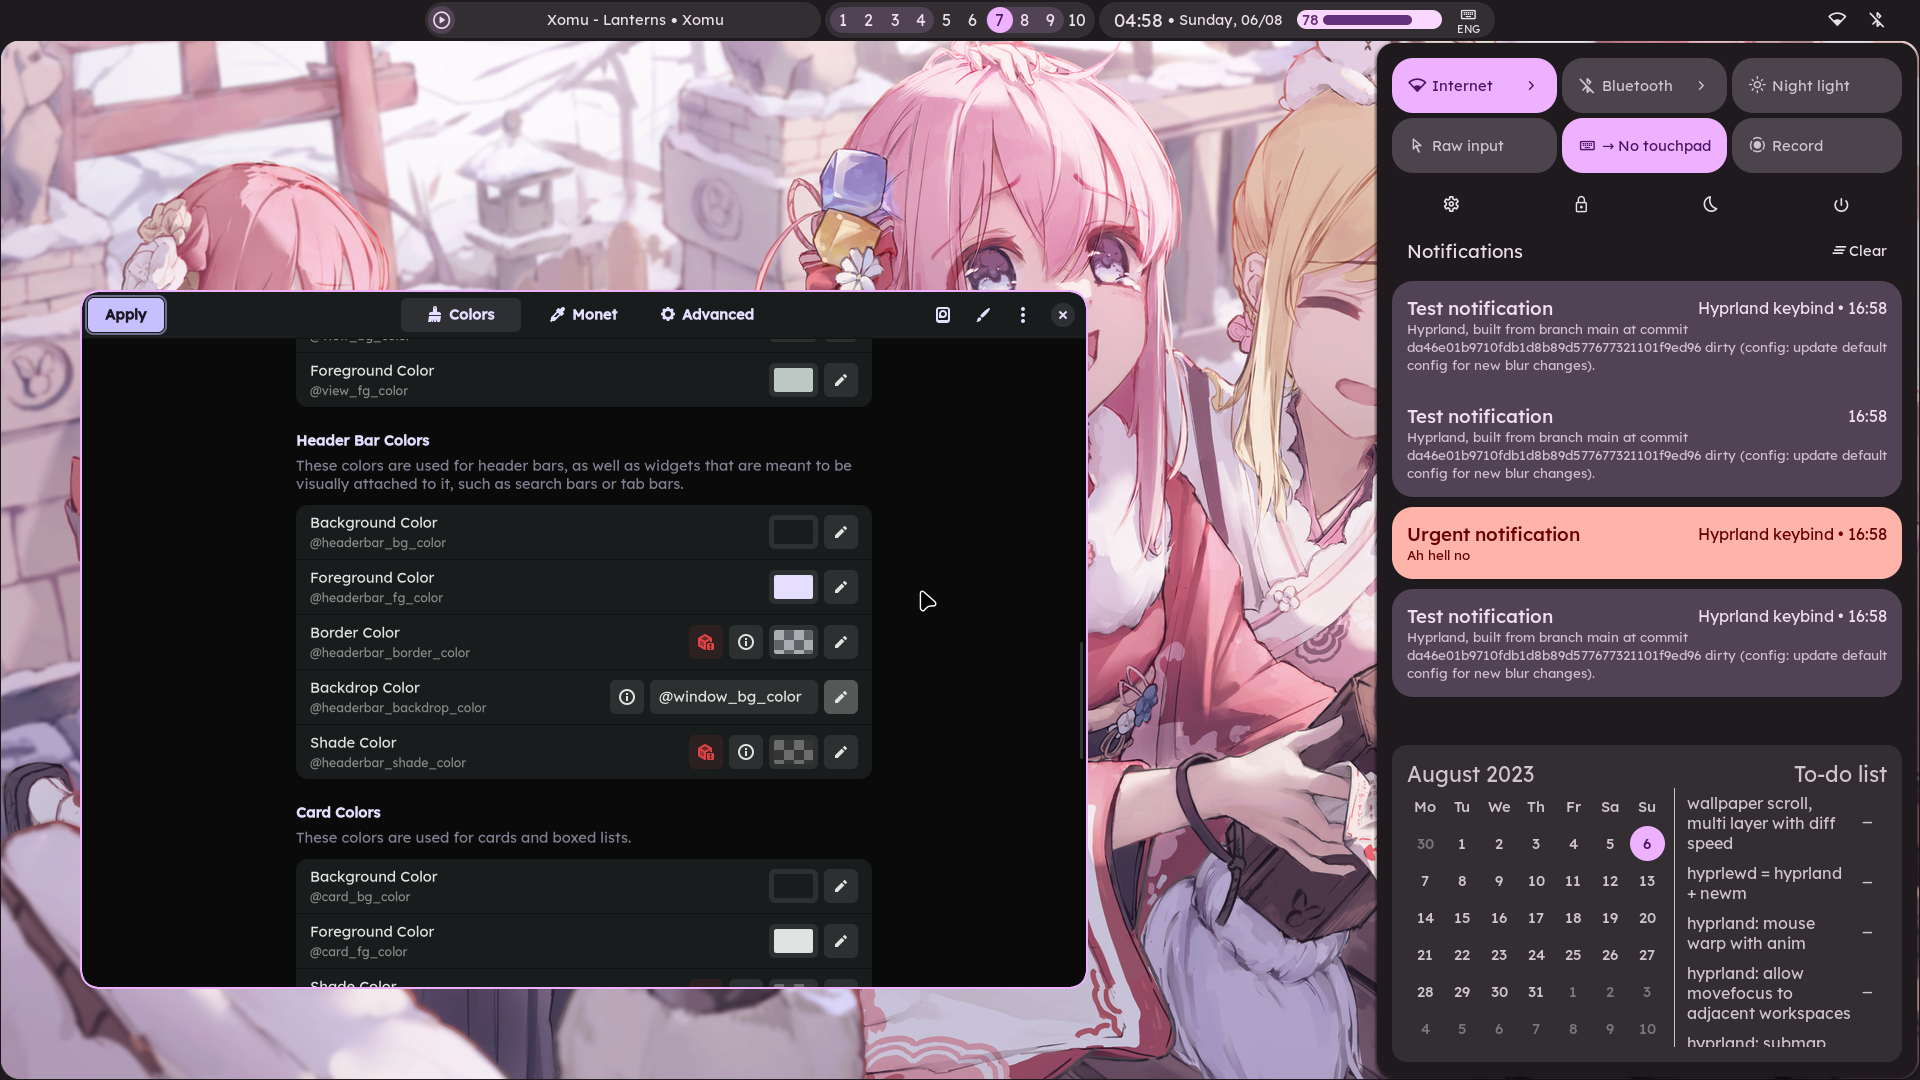 Xomu - Lanterns • Xomu
1 2 3 4 5 6 7 8 9 10
04:58 • Sunday, 06/08
78
ENG
Apply
Colors
Monet
Advanced
@view_bg_color
Foreground Color
@view_fg_color
Header Bar Colors
These colors are used for header bars, as well as widgets that are meant to be
visually attached to it, such as search bars or tab bars.
Background Color
@headerbar_bg_color
Foreground Color
@headerbar_fg_color
Border Color
@headerbar_border_color
Backdrop Color
@headerbar_backdrop_color
@window_bg_color
Shade Color
@headerbar_shade_color
Card Colors
These colors are used for cards and boxed lists.
Background Color
@card_bg_color
Foreground Color
@card_fg_color
Shade Color
Internet
Bluetooth
Night light
Raw input
→ No touchpad
Record
Notifications
Clear
Test notification
Hyprland keybind • 16:58
Hyprland, built from branch main at commit
da46e01b9710fdb1d8b89d577677321101f9ed96 dirty (config: update default
config for new blur changes).
Test notification
16:58
Hyprland, built from branch main at commit
da46e01b9710fdb1d8b89d577677321101f9ed96 dirty (config: update default
config for new blur changes).
Urgent notification
Hyprland keybind • 16:58
Ah hell no
Test notification
Hyprland keybind • 16:58
Hyprland, built from branch main at commit
da46e01b9710fdb1d8b89d577677321101f9ed96 dirty (config: update default
config for new blur changes).
August 2023
Mo Tu We Th Fr Sa Su
30 1 2 3 4 5 6
7 8 9 10 11 12 13
14 15 16 17 18 19 20
21 22 23 24 25 26 27
28 29 30 31 1 2 3
4 5 6 7 8 9 10
To-do list
wallpaper scroll,
multi layer with diff
speed
hyprlewd = hyprland
+ newm
hyprland: mouse
warp with anim
hyprland: allow
movefocus to
adjacent workspaces
hyprland: submap